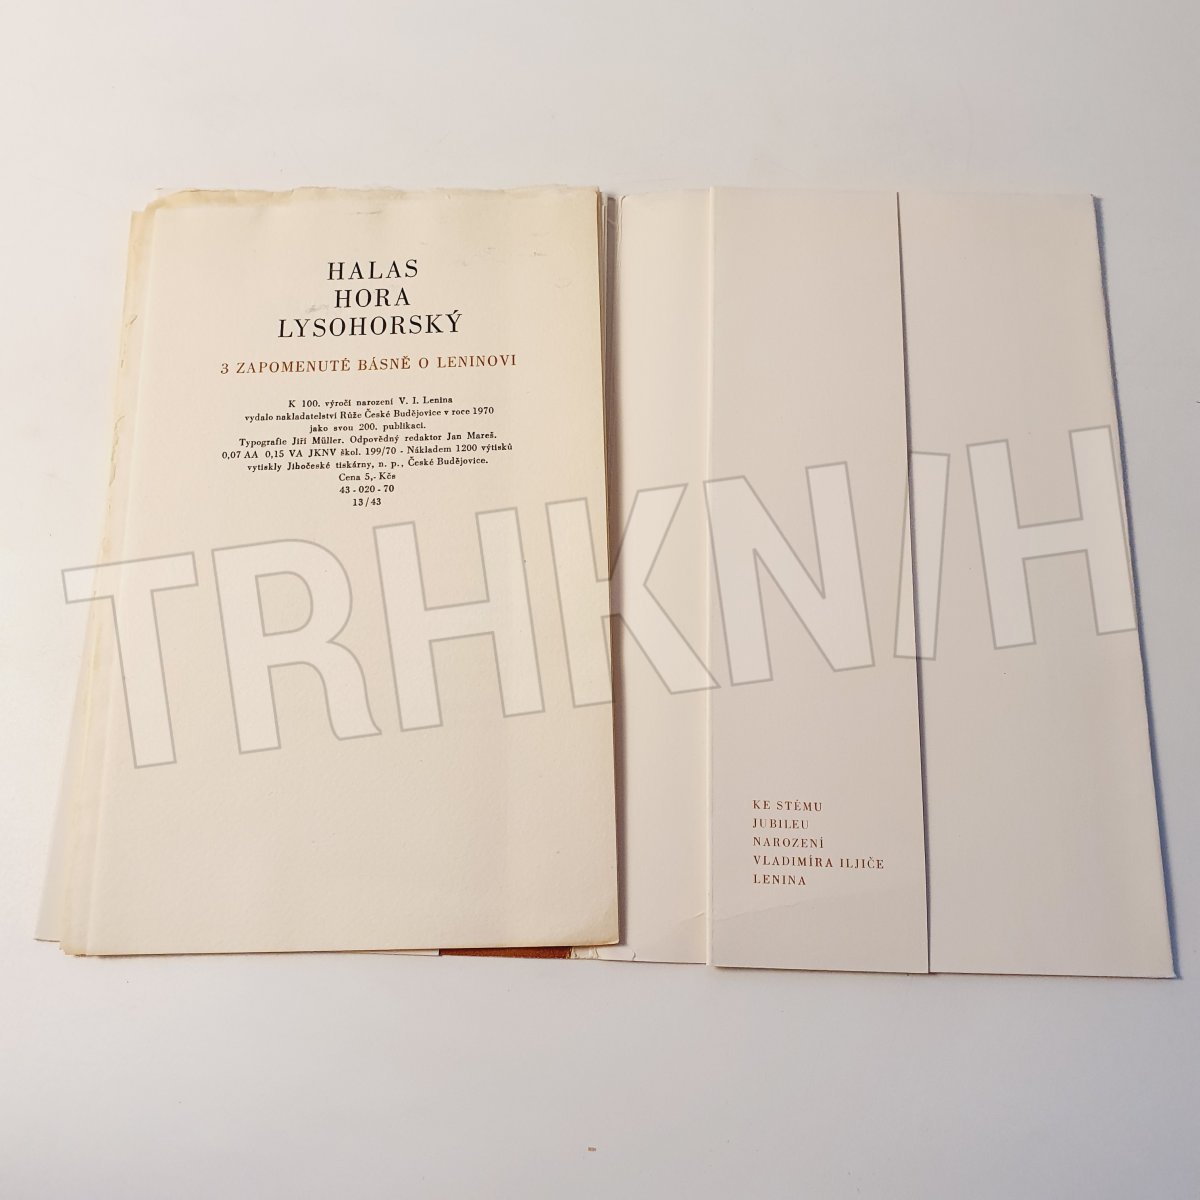 HALAS
HORA
LYSOHORSKÝ
3 ZAPOMENUTÉ BÁSNĚ O LENINOVI
K 100. výročí narození V. I. Lenina
vydalo nakladatelství Růže České Budějovice v roce 1970
jako svou 200. publikaci.
Typografie Jiří Müller. Odpovědný redaktor Jan Mareš.
0,07 AA 0,15 VA JKNV škol. 199/70 - Nákladem 1200 výtisků
vytiskly Jihočeské tiskárny, n. p., České Budějovice.
Cena 5,- Kčs
43 - 020 - 70
13/43
TRHKNIH
KE STÉMU
JUBILEU
NAROZENÍ
VLADIMÍRA ILJIČE
LENINA